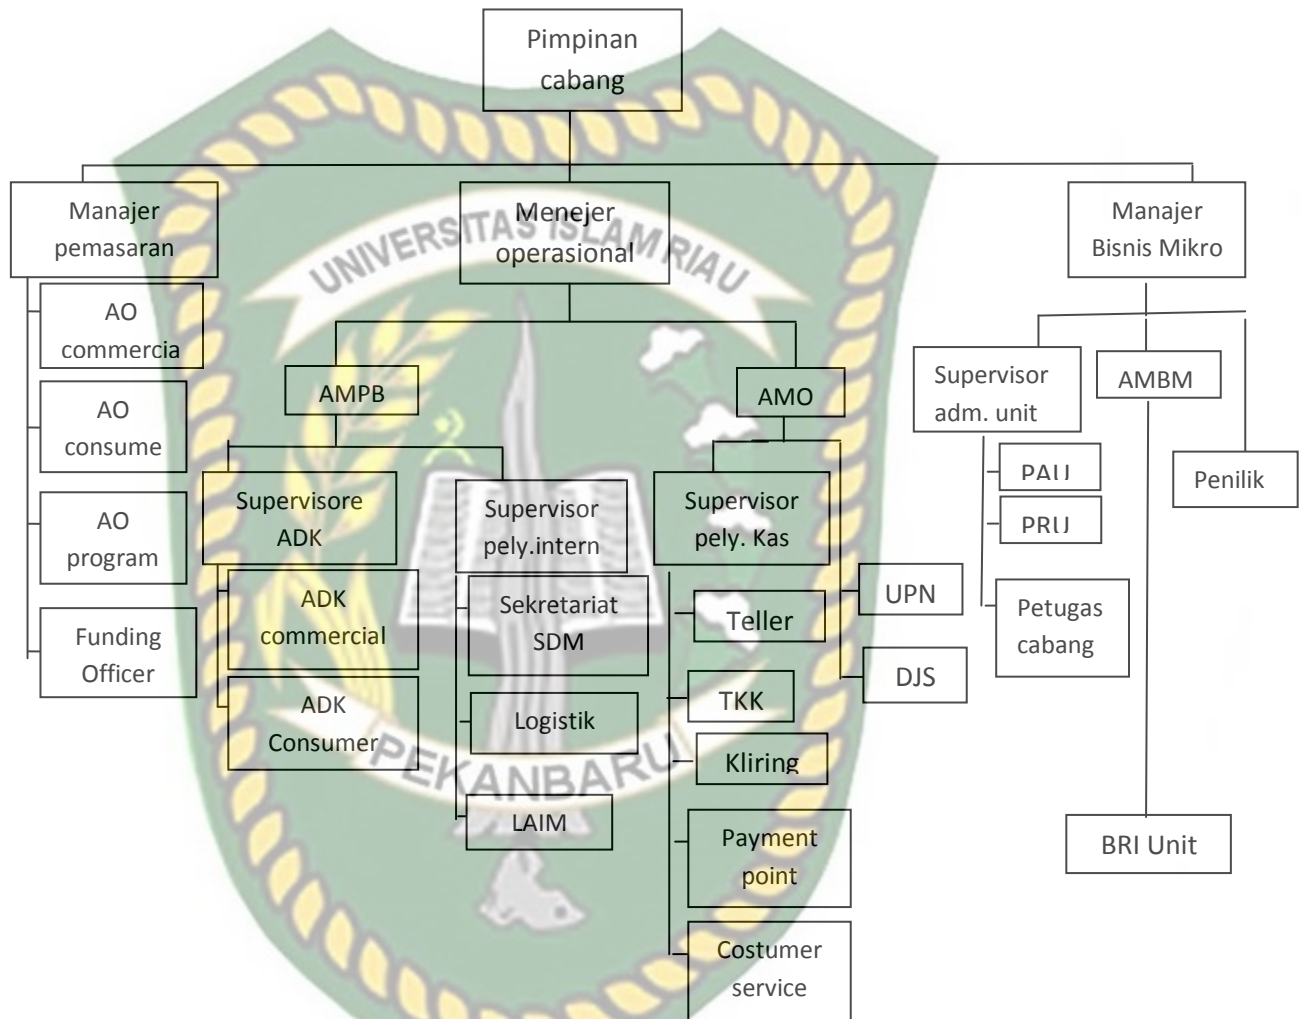 Pimpinan
cabang
Manajer
pemasaran
Menejer
operasional
Manajer
Bisnis Mikro
UNIVERSITAS ISLAM RIAU
AO
commercia
AO
consume
AO
program
Funding
Officer
AMPB
AMO
Supervisore
ADK
Supervisor
pely.intern
Supervisor
pely. Kas
ADK
commercial
ADK
Consumer
Sekretariat
SDM
Logistik
LAIM
Teller
TKK
Kliring
Payment
point
Costumer
service
UPN
DJS
Supervisor
adm. unit
AMBM
Penilik
PAU
PRU
Petugas
cabang
BRI Unit
PEKANBARU